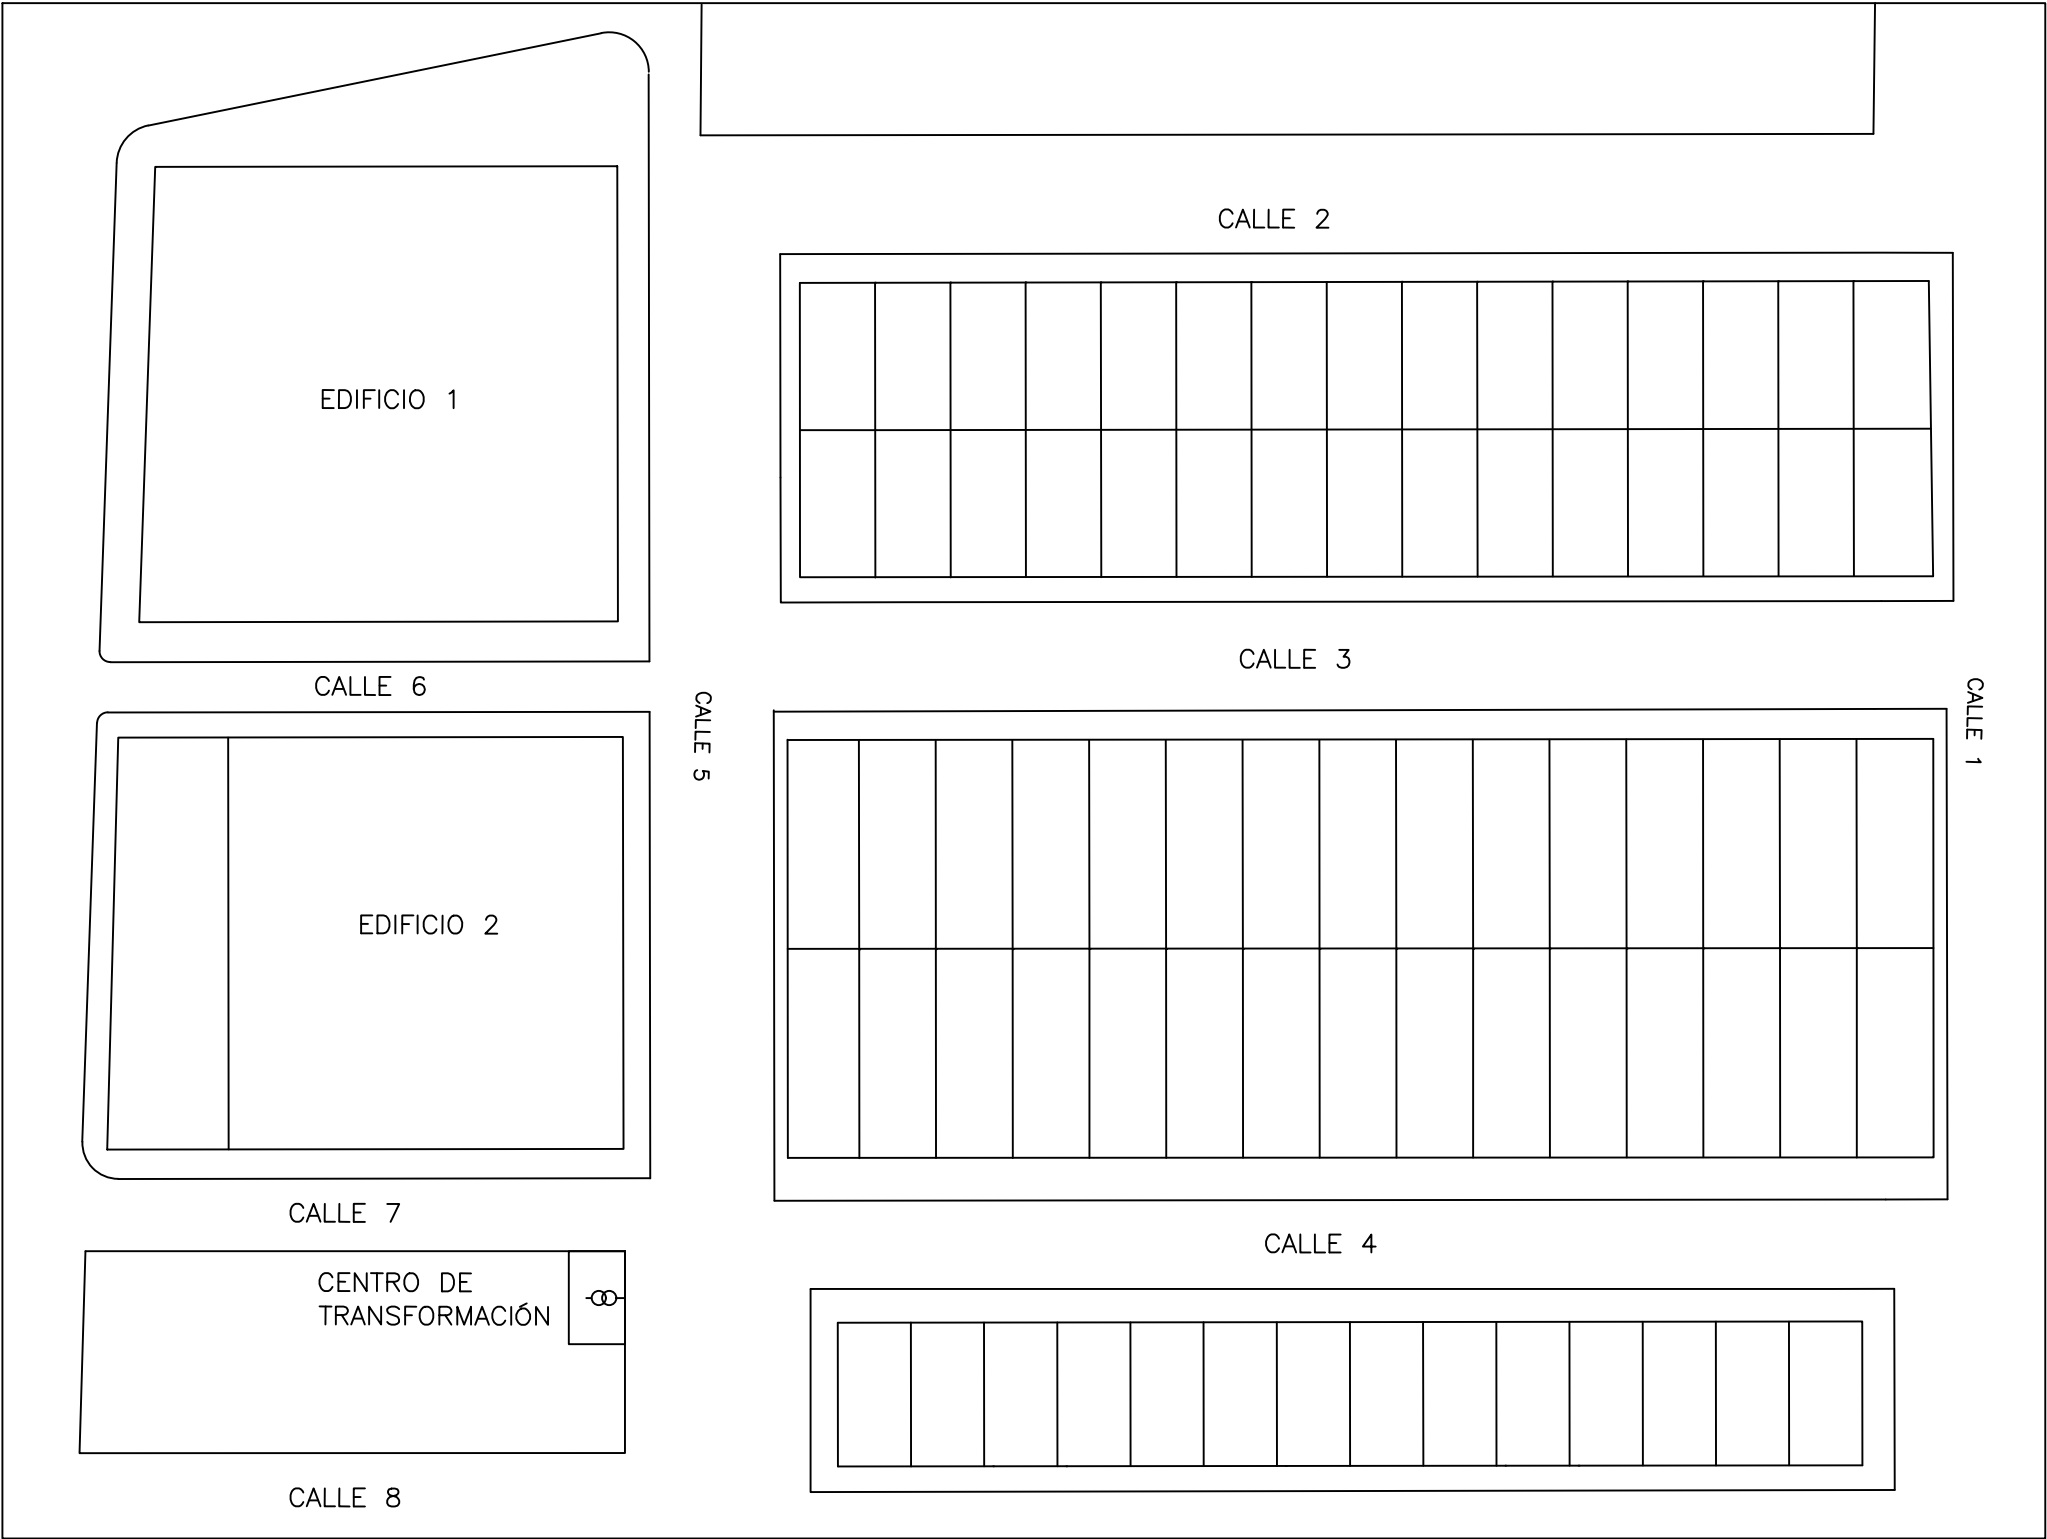 CALLE 2
EDIFICIO 1
CALLE 3
CALLE 6
CALLE 5
CALLE 1
EDIFICIO 2
CALLE 7
CALLE 4
CENTRO DE
TRANSFORMACIÓN
CALLE 8